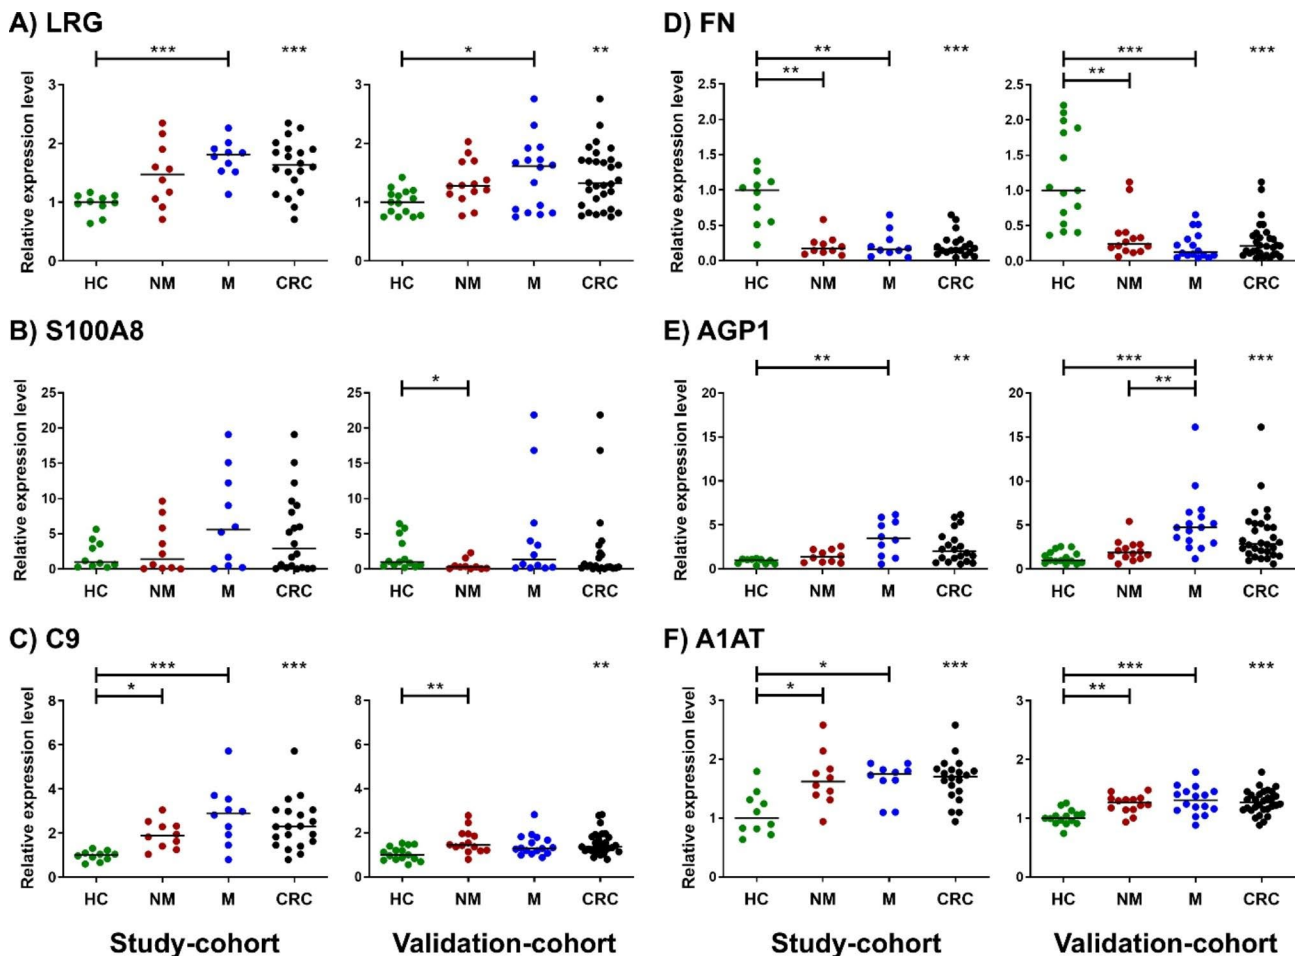 A) LRG
*** *** * **
Relative expression level
3
2
1
0
HC NM M CRC
3
2
1
0
HC NM M CRC
B) S100A8
*
Relative expression level
25
20
15
10
5
0
HC NM M CRC
25
20
15
10
5
0
HC NM M CRC
C) C9
*** ***
*
** **
Relative expression level
8
6
4
2
0
HC NM M CRC
8
6
4
2
0
HC NM M CRC
Study-cohort Validation-cohort
D) FN
** ***
**
*** ***
**
Relative expression level
2.5
2.0
1.5
1.0
0.5
0.0
HC NM M CRC
2.5
2.0
1.5
1.0
0.5
0.0
HC NM M CRC
E) AGP1
** **
*** ***
**
Relative expression level
20
15
10
5
0
HC NM M CRC
20
15
10
5
0
HC NM M CRC
F) A1AT
* ***
*
*** ***
**
Relative expression level
3
2
1
0
HC NM M CRC
3
2
1
0
HC NM M CRC
Study-cohort Validation-cohort